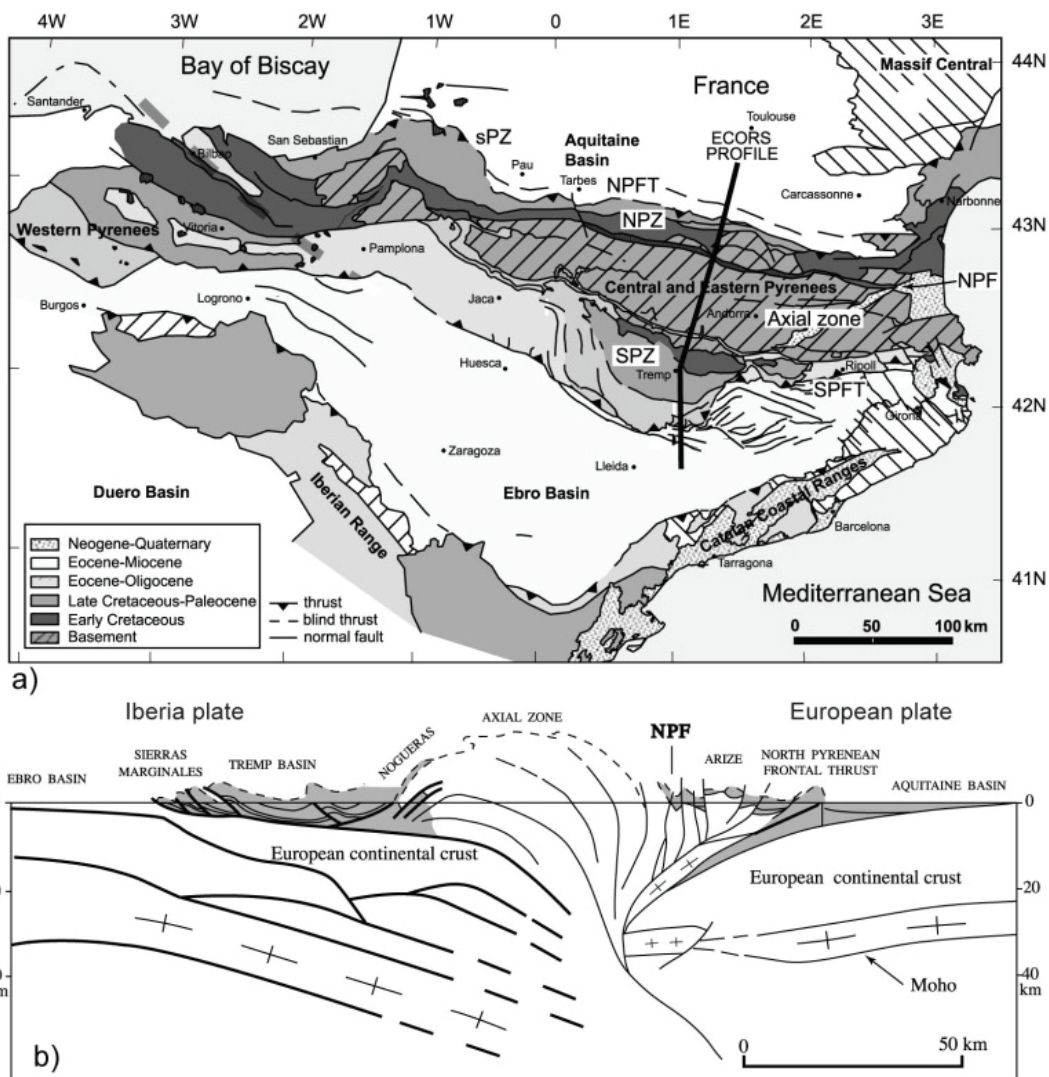 4W 3W 2W 1W 0 1E 2E 3E
44N
43N
42N
41N
Bay of Biscay
France
Massif Central
Santander
San Sebastian
sPZ
Aquitaine
Basin
Toulouse
ECORS
PROFILE
Bilbao
Pau
Tarbes
NPFT
Carcassonne
Narbonne
NPZ
Western Pyrenees
Vitoria
Pamplona
NPF
Central and Eastern Pyrenees
Burgos
Logrono
Jaca
Andorra
Axial zone
Huesca
SPZ
Tremp
Ripoll
SPFT
Girona
Zaragoza
Lleida
Duero Basin
Iberian Range
Ebro Basin
Catalan Coastal Ranges
Barcelona
Tarragona
Mediterranean Sea
Neogene-Quaternary
Eocene-Miocene
Eocene-Oligocene
Late Cretaceous-Paleocene
Early Cretaceous
Basement
thrust
blind thrust
normal fault
0 50 100 km
a)
Iberia plate
European plate
EBRO BASIN
SIERRAS
MARGINALES
TREMP BASIN
NOGUERAS
AXIAL ZONE
NPF
ARIZE
NORTH PYRENEAN
FRONTAL THRUST
AQUITAINE BASIN
0
European continental crust
European continental crust
20
40
km
Moho
0 50 km
b)